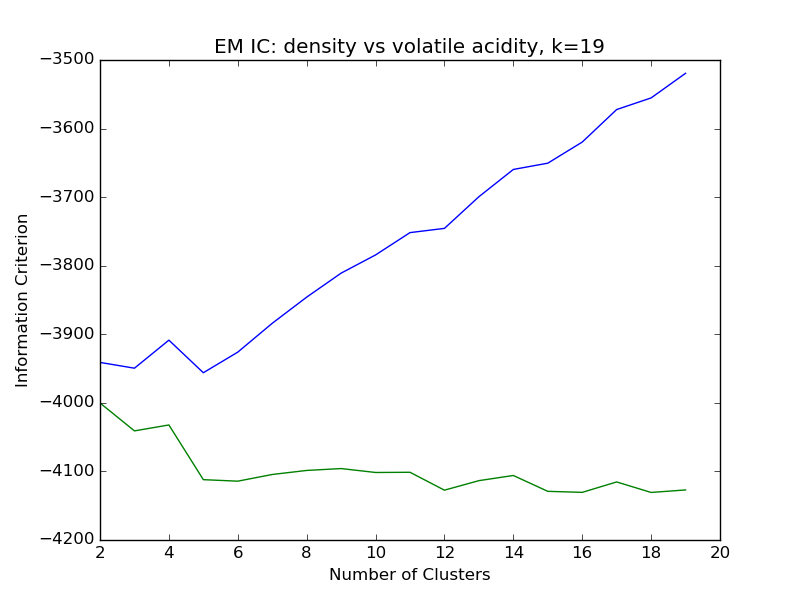 EM IC: density vs volatile acidity, k=19
−3500
−3600
−3700
−3800
−3900
−4000
−4100
−4200
Information Criterion
2 4 6 8 10 12 14 16 18 20
Number of Clusters